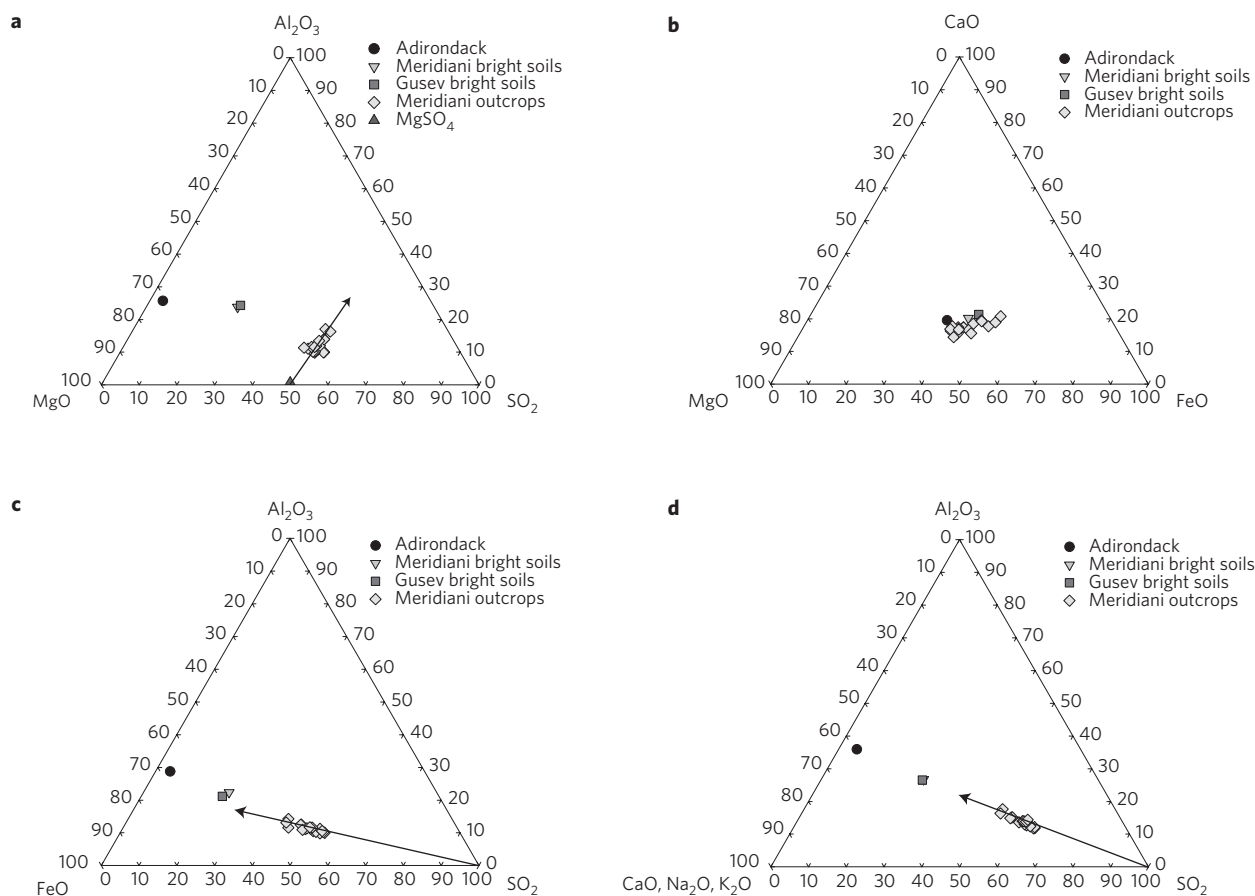 a
Al₂O₃
Adirondack
Meridiani bright soils
Gusev bright soils
Meridiani outcrops
MgSO₄
0 100
10 90
20 80
30 70
40 60
50 50
60 40
70 30
80 20
90 10
100 0
MgO 10 20 30 40 50 60 70 80 90 100 SO₂
b
CaO
Adirondack
Meridiani bright soils
Gusev bright soils
Meridiani outcrops
0 100
10 90
20 80
30 70
40 60
50 50
60 40
70 30
80 20
90 10
100 0
MgO 0 10 20 30 40 50 60 70 80 90 100 FeO
c
Al₂O₃
Adirondack
Meridiani bright soils
Gusev bright soils
Meridiani outcrops
0 100
10 90
20 80
30 70
40 60
50 50
60 40
70 30
80 20
90 10
100 0
FeO 0 10 20 30 40 50 60 70 80 90 100 SO₂
d
Al₂O₃
Adirondack
Meridiani bright soils
Gusev bright soils
Meridiani outcrops
0 100
10 90
20 80
30 70
40 60
50 50
60 40
70 30
80 20
90 10
100 0
CaO, Na₂O, K₂O 0 10 20 30 40 50 60 70 80 90 100 SO₂